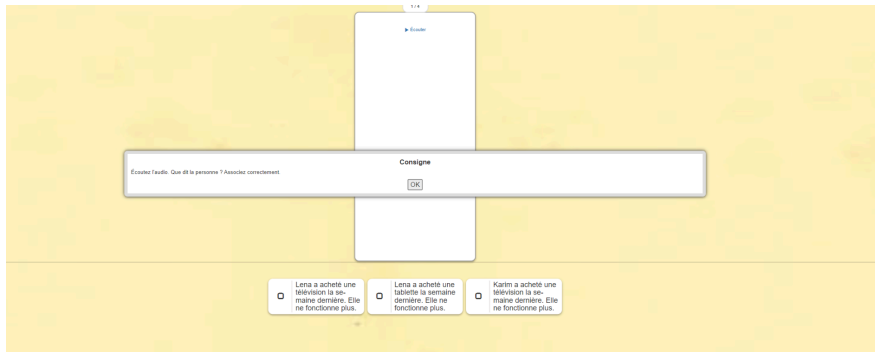 ▶ Écouter
Consigne
Écoutez l'audio. Que dit la personne ? Associez correctement.
OK
Lena a acheté une
télévision la se-
maine dernière. Elle
ne fonctionne plus.
Lena a acheté une
tablette la semaine
dernière. Elle ne
fonctionne plus.
Karim a acheté une
télévision la se-
maine dernière. Elle
ne fonctionne plus.